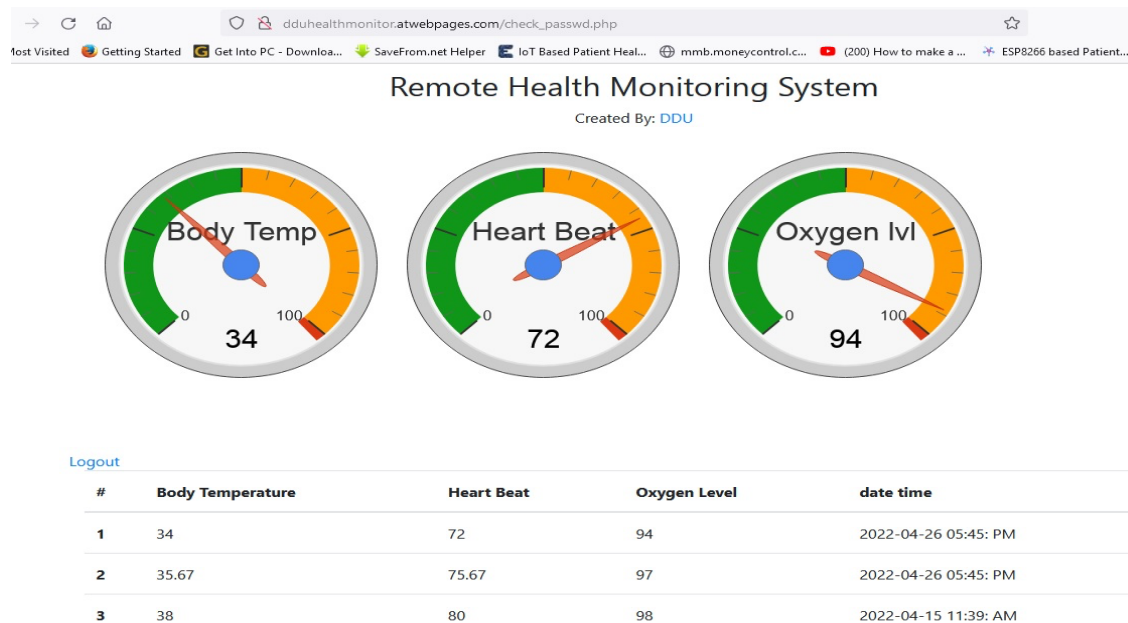 dduhealthmonitor.atwebpages.com/check_passwd.php
Most Visited Getting Started Get Into PC - Downloa... SaveFrom.net Helper IoT Based Patient Heal... mmb.moneycontrol.c... (200) How to make a ... ESP8266 based Patient...
Remote Health Monitoring System
Created By: DDU
Body Temp Heart Beat Oxygen lvl
0 100 0 100 0 100
34 72 94
Logout
# Body Temperature Heart Beat Oxygen Level date time
1 34 72 94 2022-04-26 05:45: PM
2 35.67 75.67 97 2022-04-26 05:45: PM
3 38 80 98 2022-04-15 11:39: AM